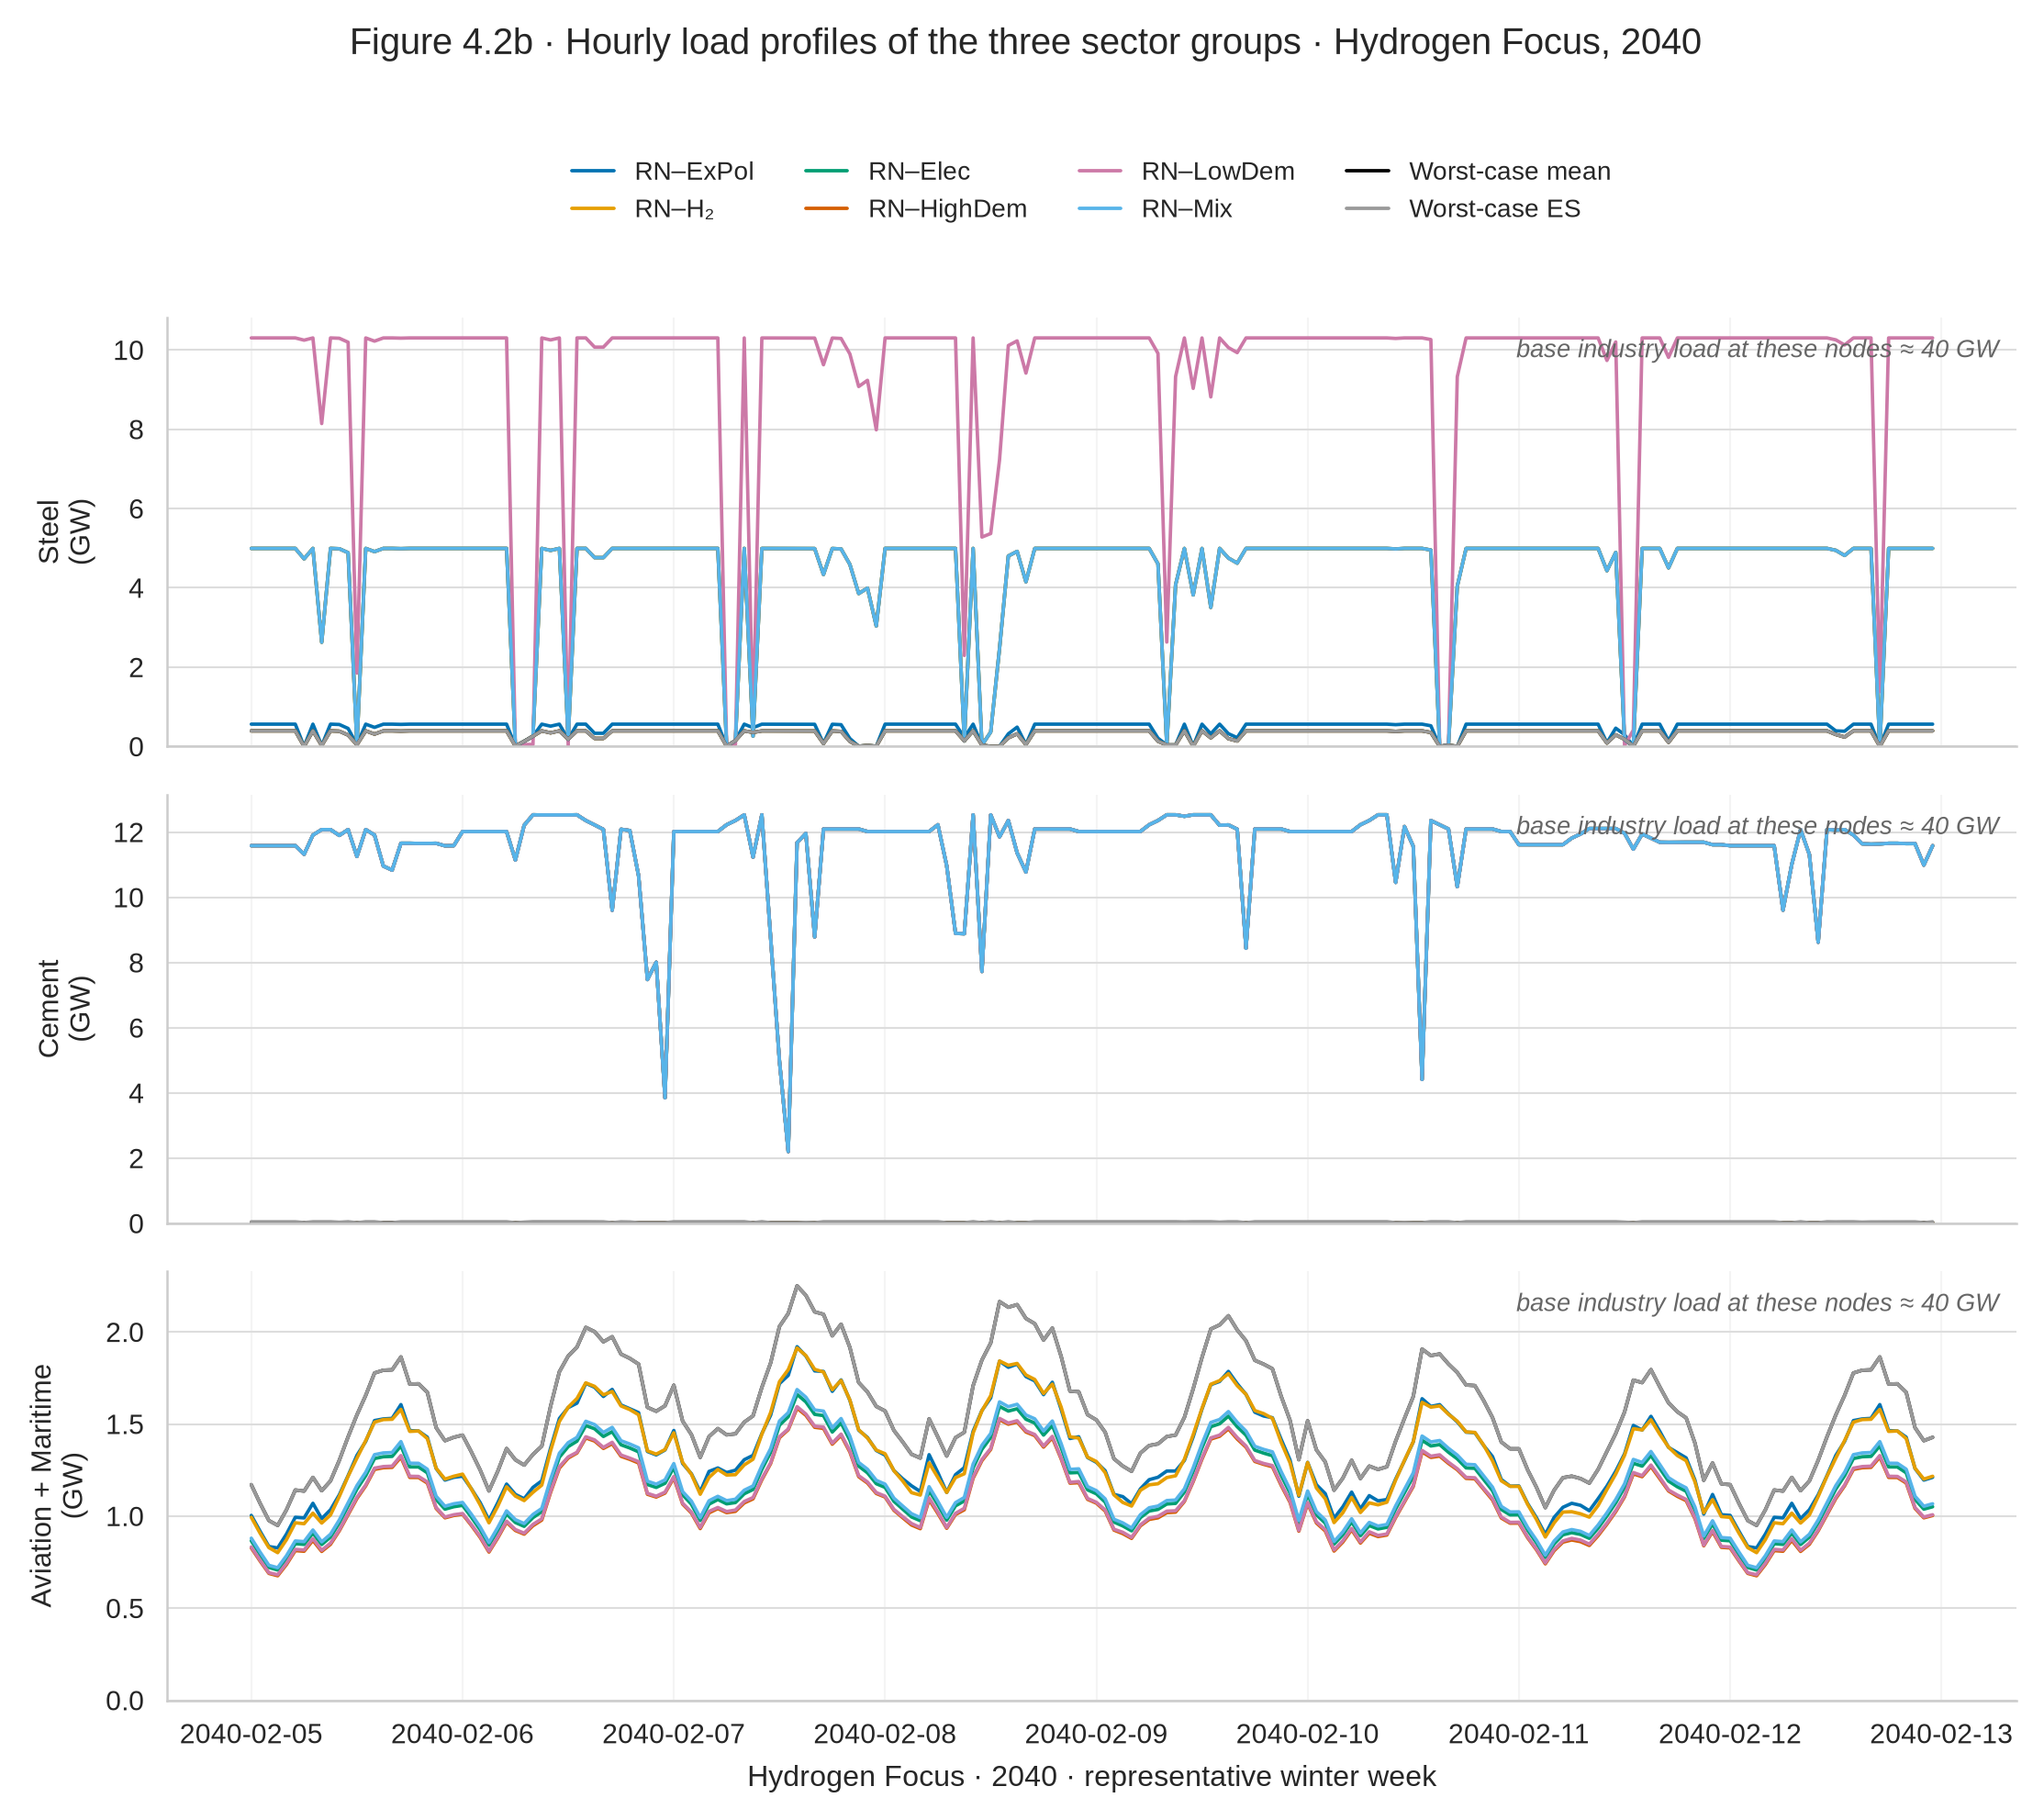 Figure 4.2b · Hourly load profiles of the three sector groups · Hydrogen Focus, 2040
RN–ExPol RN–Elec RN–LowDem Worst-case mean
RN–H₂ RN–HighDem RN–Mix Worst-case ES
Steel
(GW)
10
8
6
4
2
0
base industry load at these nodes ≈ 40 GW
Cement
(GW)
12
10
8
6
4
2
0
base industry load at these nodes ≈ 40 GW
Aviation + Maritime
(GW)
2.0
1.5
1.0
0.5
0.0
base industry load at these nodes ≈ 40 GW
2040-02-05 2040-02-06 2040-02-07 2040-02-08 2040-02-09 2040-02-10 2040-02-11 2040-02-12 2040-02-13
Hydrogen Focus · 2040 · representative winter week